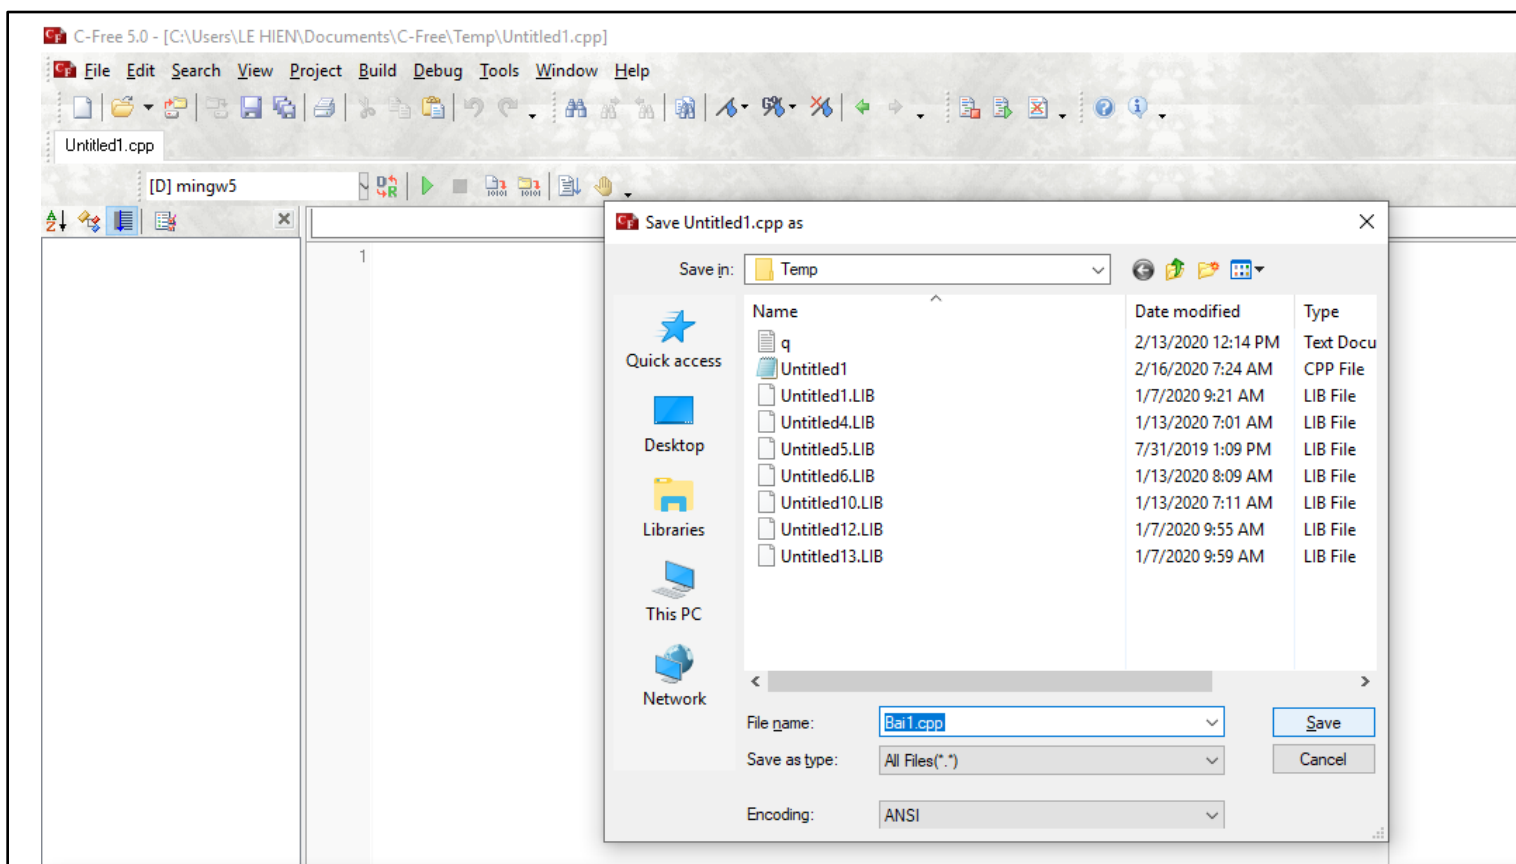 C-Free 5.0 - [C:\Users\LE HIEN\Documents\C-Free\Temp\Untitled1.cpp]
File Edit Search View Project Build Debug Tools Window Help
Untitled1.cpp
[D] mingw5
1
Save Untitled1.cpp as
Save in: Temp
Name Date modified Type
q 2/13/2020 12:14 PM Text Docu
Untitled1 2/16/2020 7:24 AM CPP File
Untitled1.LIB 1/7/2020 9:21 AM LIB File
Untitled4.LIB 1/13/2020 7:01 AM LIB File
Untitled5.LIB 7/31/2019 1:09 PM LIB File
Untitled6.LIB 1/13/2020 8:09 AM LIB File
Untitled10.LIB 1/13/2020 7:11 AM LIB File
Untitled12.LIB 1/7/2020 9:55 AM LIB File
Untitled13.LIB 1/7/2020 9:59 AM LIB File
Quick access
Desktop
Libraries
This PC
Network
File name: Bai1.cpp Save
Save as type: All Files(*.*) Cancel
Encoding: ANSI